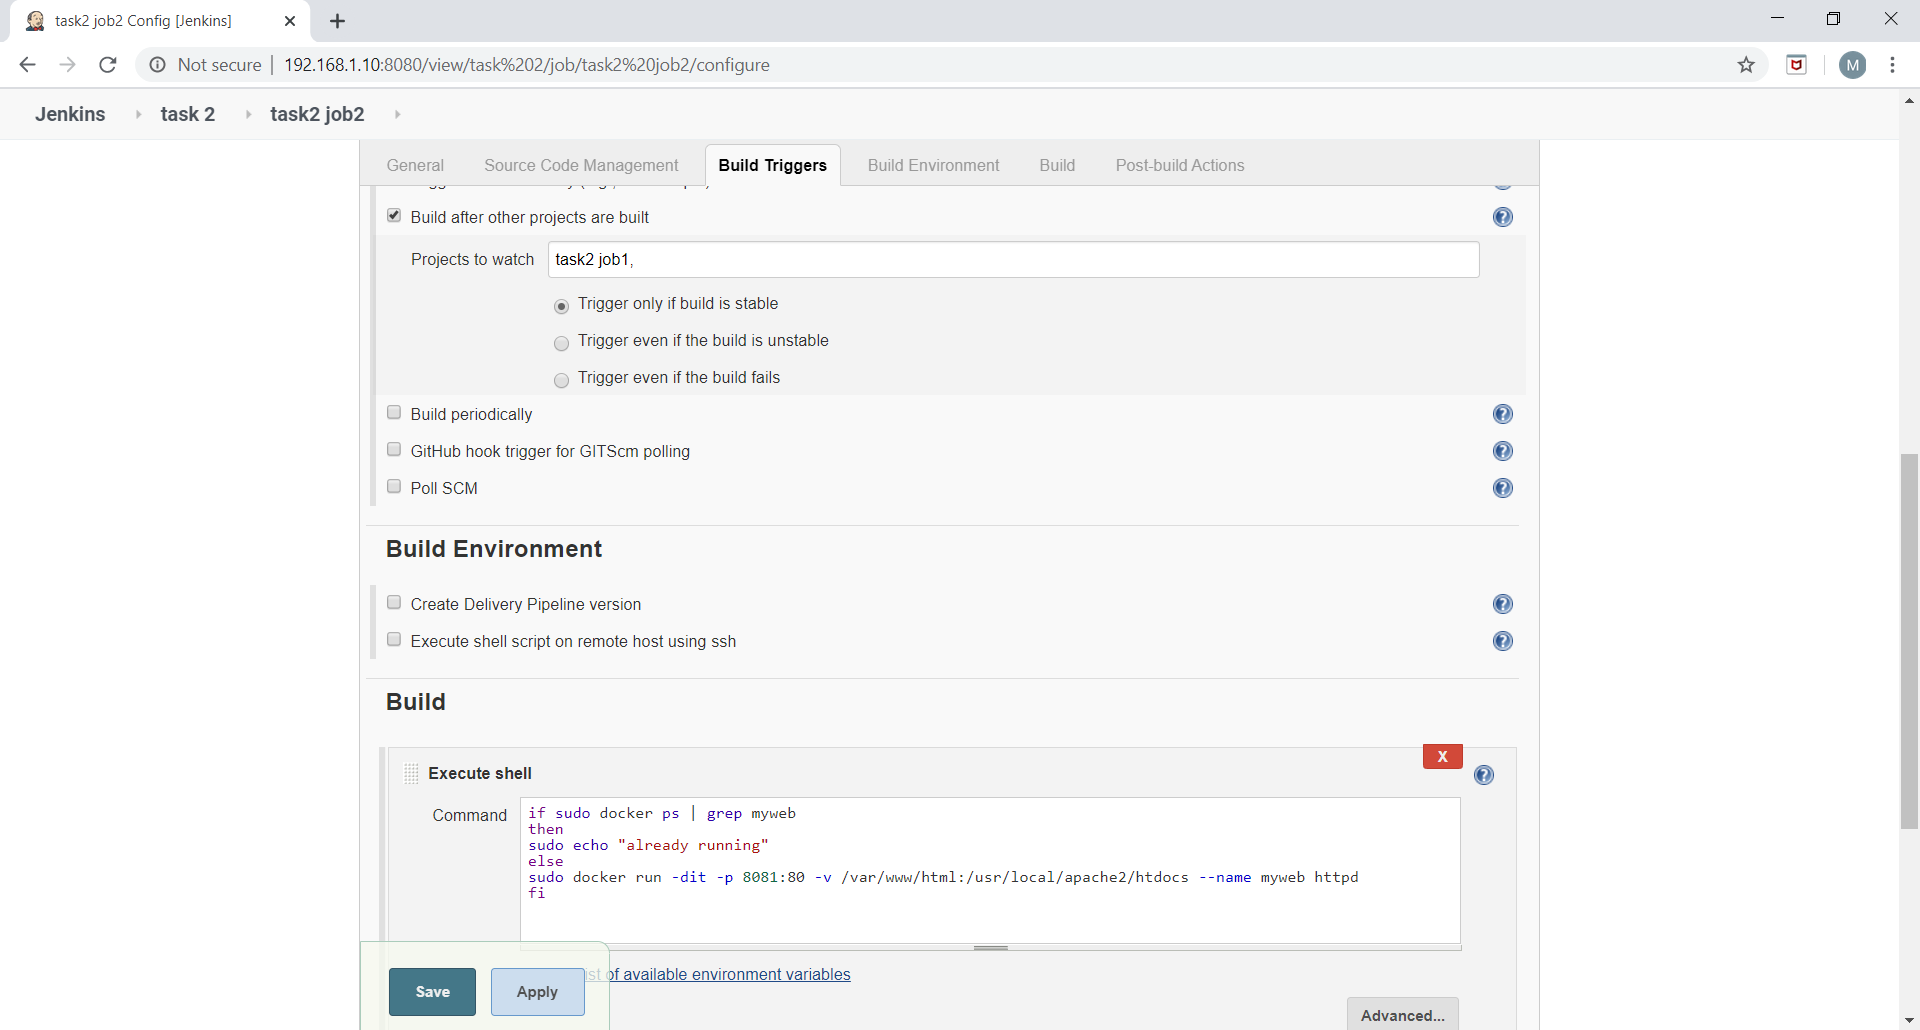 task2 job2 Config [Jenkins]
Not secure | 192.168.1.10:8080/view/task%202/job/task2%20job2/configure
M
Jenkins task 2 task2 job2
General Source Code Management Build Triggers Build Environment Build Post-build Actions
Build after other projects are built
Projects to watch task2 job1,
Trigger only if build is stable
Trigger even if the build is unstable
Trigger even if the build fails
Build periodically
GitHub hook trigger for GITScm polling
Poll SCM
Build Environment
Create Delivery Pipeline version
Execute shell script on remote host using ssh
Build
X
Execute shell
Command
if sudo docker ps | grep myweb
then
sudo echo "already running"
else
sudo docker run -dit -p 8081:80 -v /var/www/html:/usr/local/apache2/htdocs --name myweb httpd
fi
of available environment variables
Save Apply
Advanced...